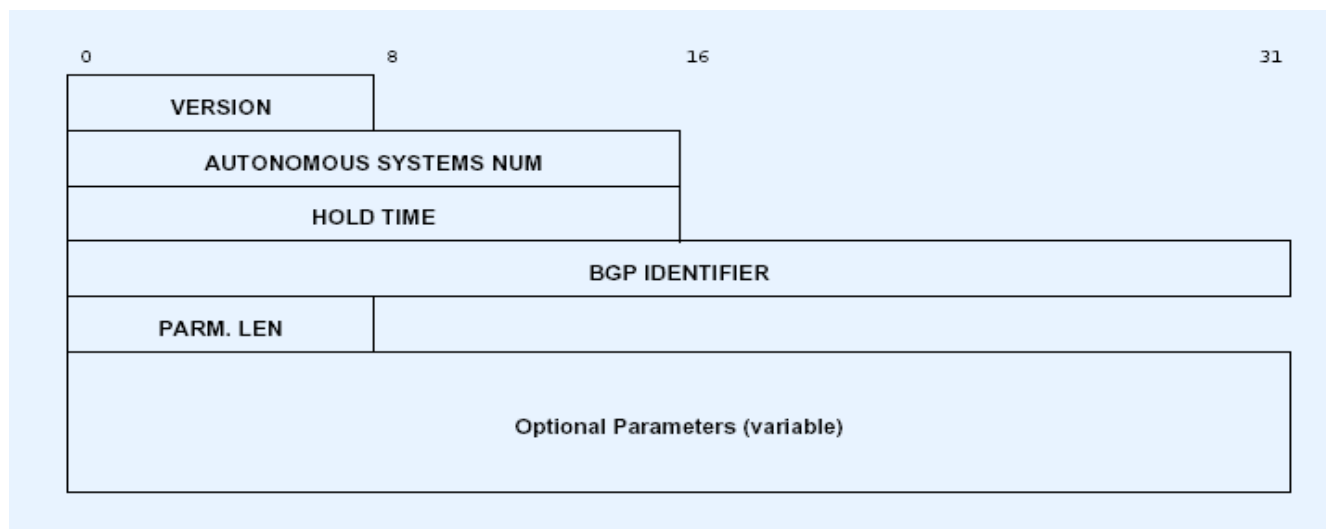 0 8 16 31
VERSION
AUTONOMOUS SYSTEMS NUM
HOLD TIME
BGP IDENTIFIER
PARM. LEN
Optional Parameters (variable)